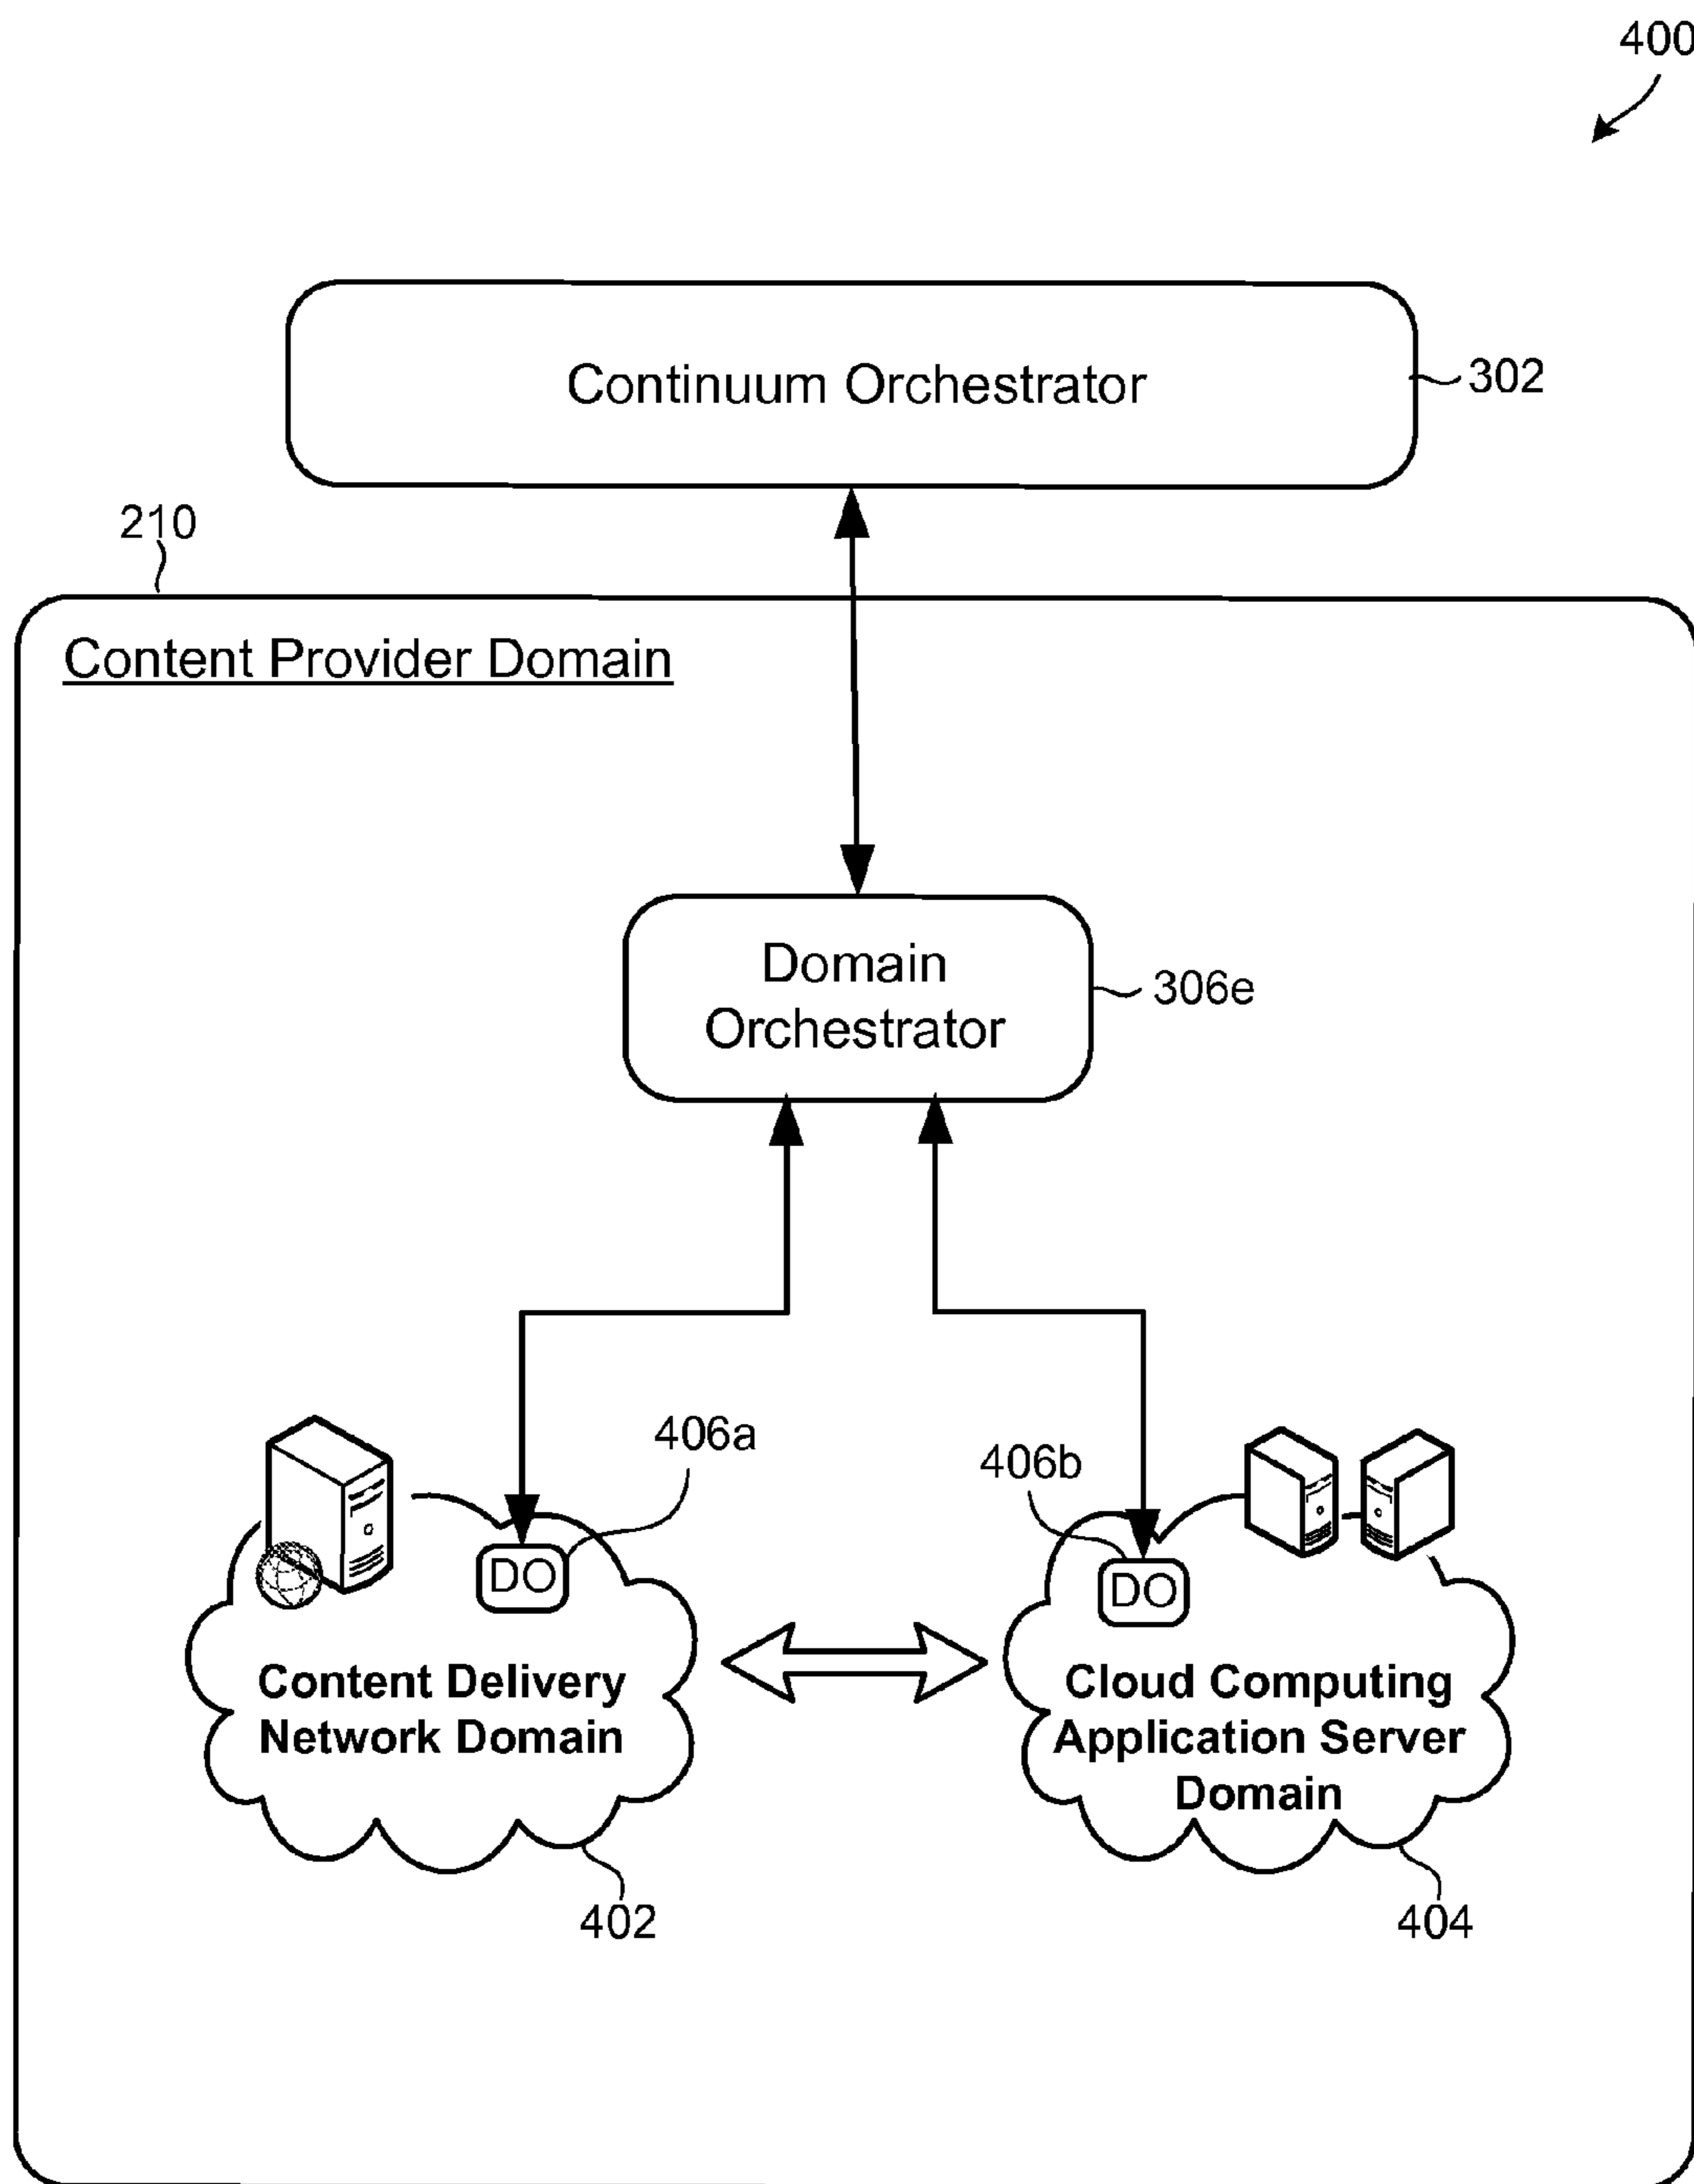 400
Continuum Orchestrator
302
210
Content Provider Domain
Domain
Orchestrator
306e
406a
406b
DO
DO
Content Delivery
Network Domain
Cloud Computing
Application Server
Domain
402
404